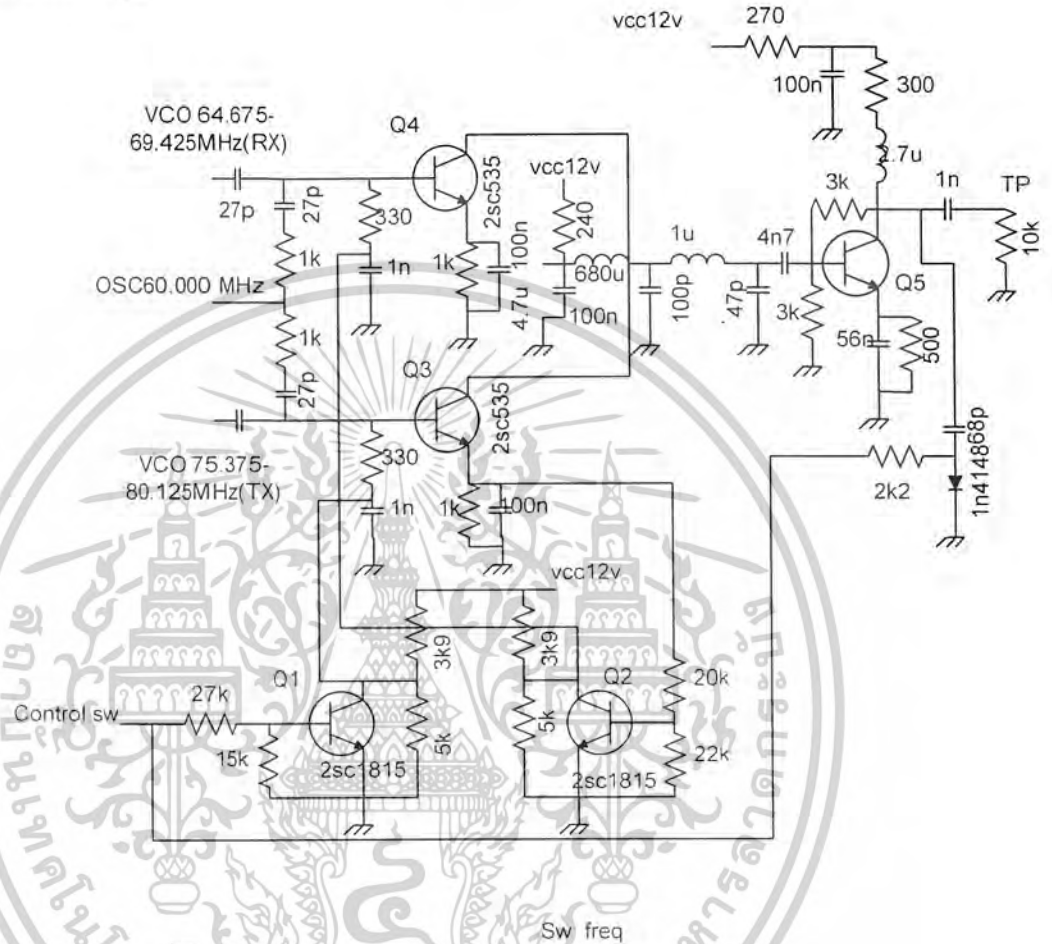 vcc12v
270
100n
300
VCO 64.675-
69.425MHz(RX)
Q4
2sc535
vcc12v
240
2.7u
3k
1n
TP
10k
27p
27p
330
1k
1n
1k
100n
4.7u
680u
100n
1u
4n7
100p
.47p
3k
Q5
56n
500
OSC60.000 MHz
1k
27p
Q3
2sc535
VCO 75.375-
80.125MHz(TX)
330
1n
1k
100n
68p
1n4148
2k2
vcc12v
3k9
3k9
Q1
27k
Control sw
15k
2sc1815
5k
5k
Q2
2sc1815
20k
22k
Sw freq